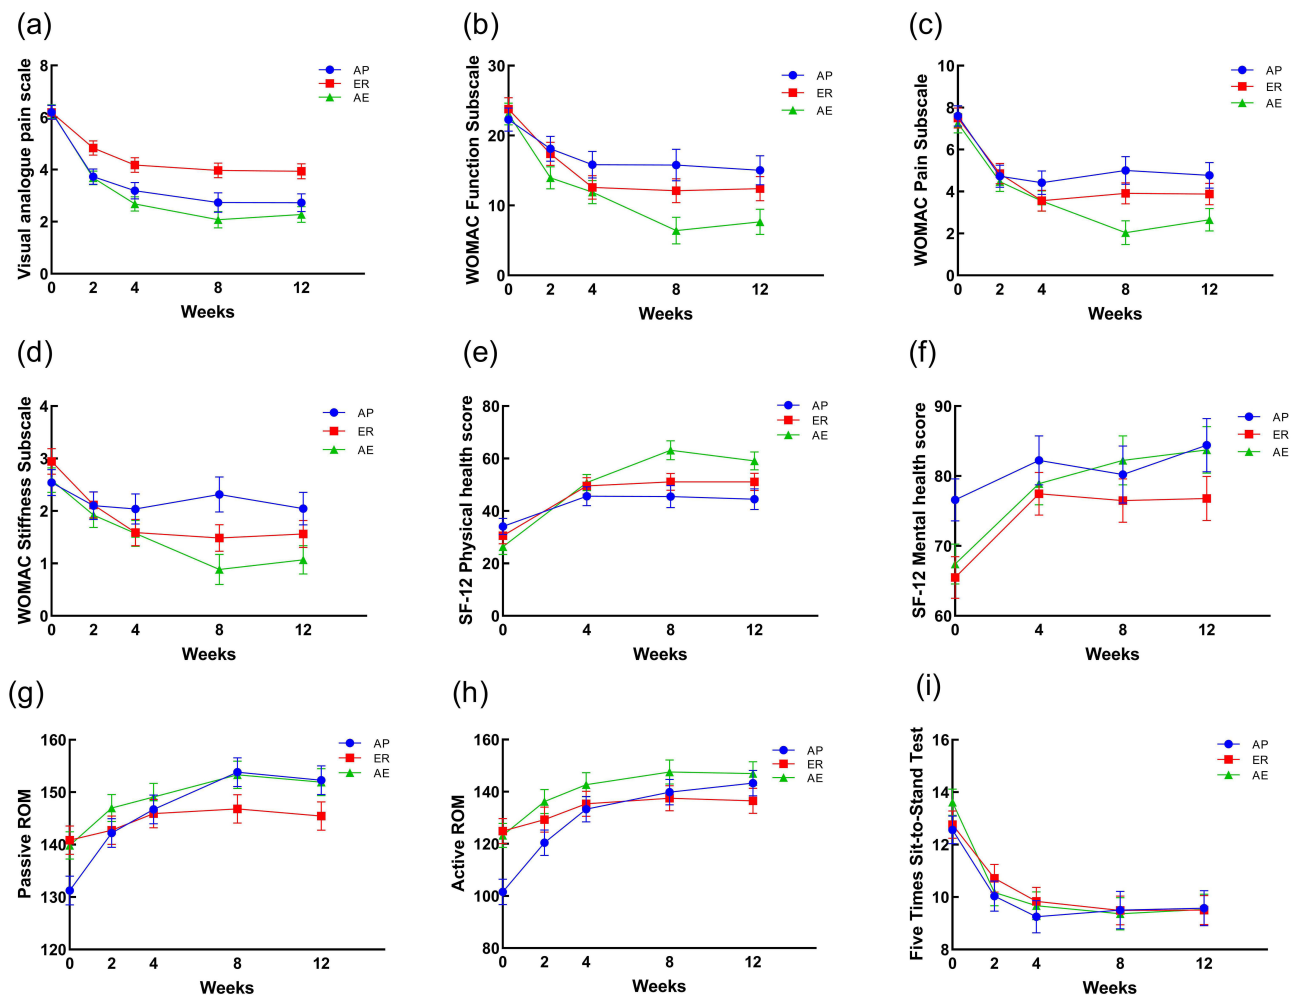 (a)
Visual analogue pain scale
8
6
4
2
0
0 2 4 8 12
Weeks
AP
ER
AE
(b)
WOMAC Function Subscale
30
20
10
0
0 2 4 8 12
Weeks
AP
ER
AE
(c)
WOMAC Pain Subscale
10
8
6
4
2
0
0 2 4 8 12
Weeks
AP
ER
AE
(d)
WOMAC Stiffness Subscale
4
3
2
1
0
0 2 4 8 12
Weeks
AP
ER
AE
(e)
SF-12 Physical health score
80
60
40
20
0
0 4 8 12
Weeks
AP
ER
AE
(f)
SF-12 Mental health score
90
80
70
60
0 4 8 12
Weeks
AP
ER
AE
(g)
Passive ROM
160
150
140
130
120
0 2 4 8 12
Weeks
AP
ER
AE
(h)
Active ROM
160
140
120
100
80
0 2 4 8 12
Weeks
AP
ER
AE
(i)
Five Times Sit-to-Stand Test
16
14
12
10
8
0 2 4 8 12
Weeks
AP
ER
AE